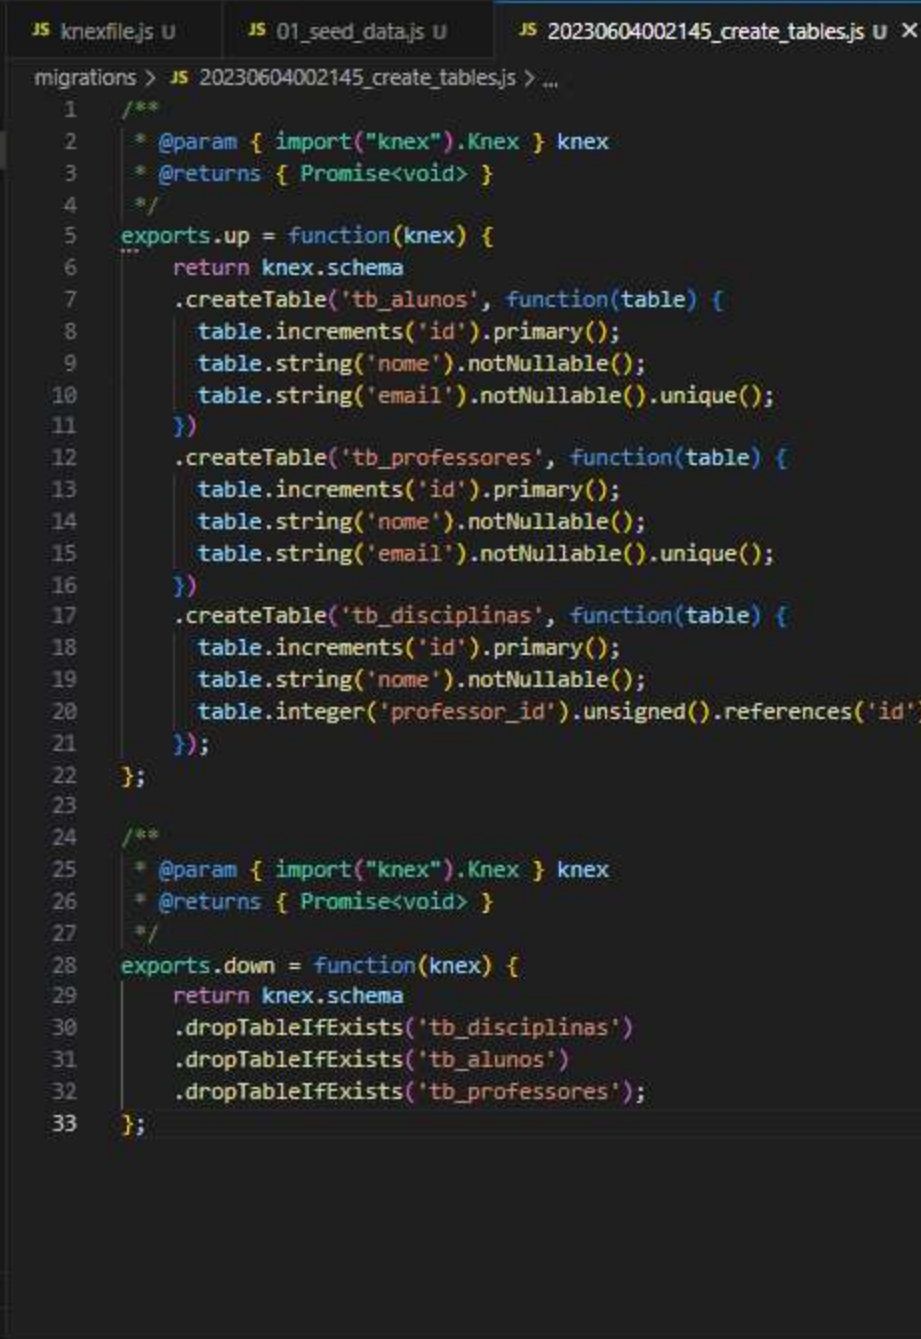 JS knexfile.js U JS 01_seed_data.js U JS 20230604002145_create_tables.js U ×
migrations > JS 20230604002145_create_tables.js > ...
1 /**
2  * @param { import("knex").Knex } knex
3  * @returns { Promise<void> }
4  */
5 exports.up = function(knex) {
6     return knex.schema
7     .createTable('tb_alunos', function(table) {
8       table.increments('id').primary();
9       table.string('nome').notNullable();
10       table.string('email').notNullable().unique();
11     })
12     .createTable('tb_professores', function(table) {
13       table.increments('id').primary();
14       table.string('nome').notNullable();
15       table.string('email').notNullable().unique();
16     })
17     .createTable('tb_disciplinas', function(table) {
18       table.increments('id').primary();
19       table.string('nome').notNullable();
20       table.integer('professor_id').unsigned().references('id')
21     });
22 };
23
24 /**
25  * @param { import("knex").Knex } knex
26  * @returns { Promise<void> }
27  */
28 exports.down = function(knex) {
29     return knex.schema
30     .dropTableIfExists('tb_disciplinas')
31     .dropTableIfExists('tb_alunos')
32     .dropTableIfExists('tb_professores');
33 };